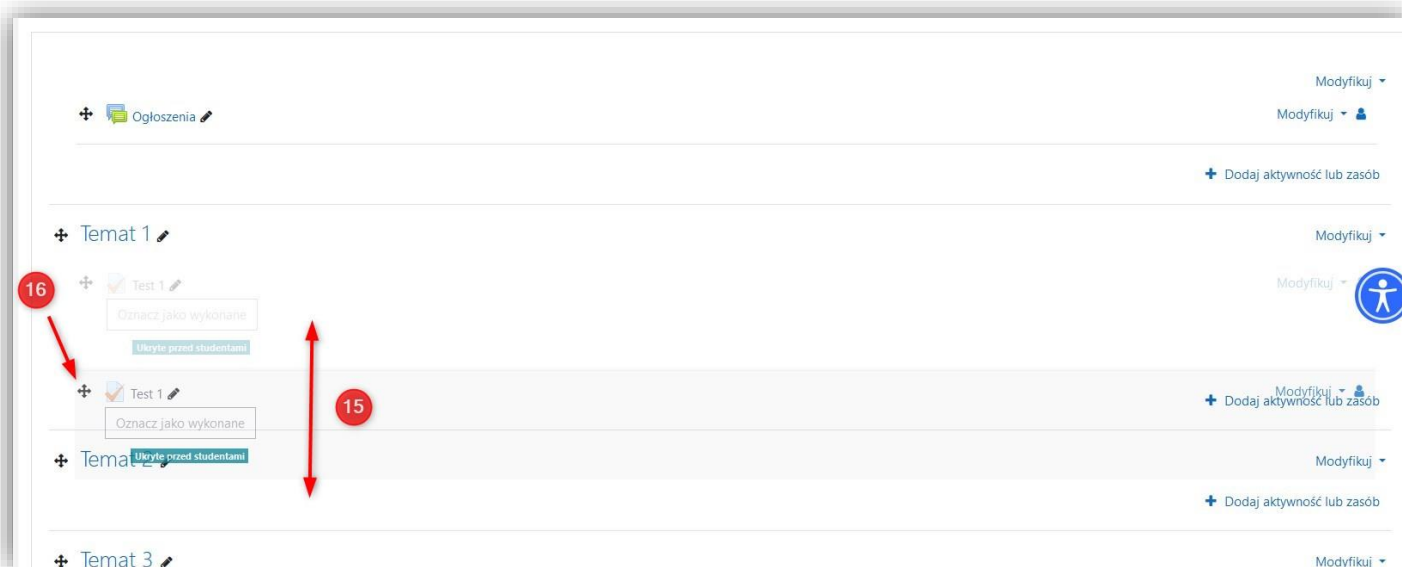 Modyfikuj
Ogłoszenia Modyfikuj
Dodaj aktywność lub zasób
Temat 1 Modyfikuj
Test 1 Modyfikuj
16
Oznacz jako wykonane
Ukryte przed studentami
Test 1 Modyfikuj
Dodaj aktywność lub zasób
15
Oznacz jako wykonane
Ukryte przed studentami
Temat 2 Modyfikuj
Dodaj aktywność lub zasób
Temat 3 Modyfikuj